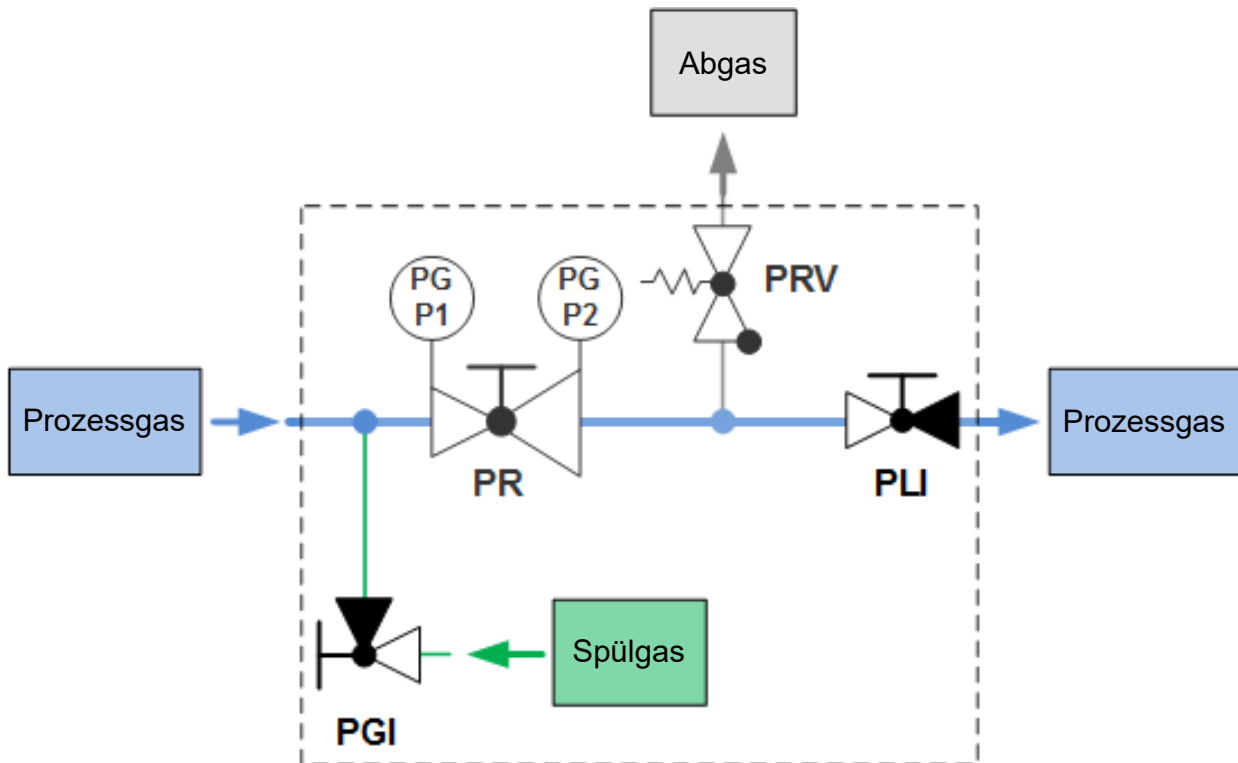 Abgas
PG
P1
PG
P2
PRV
Prozessgas
Prozessgas
PR
PLI
Spülgas
PGI